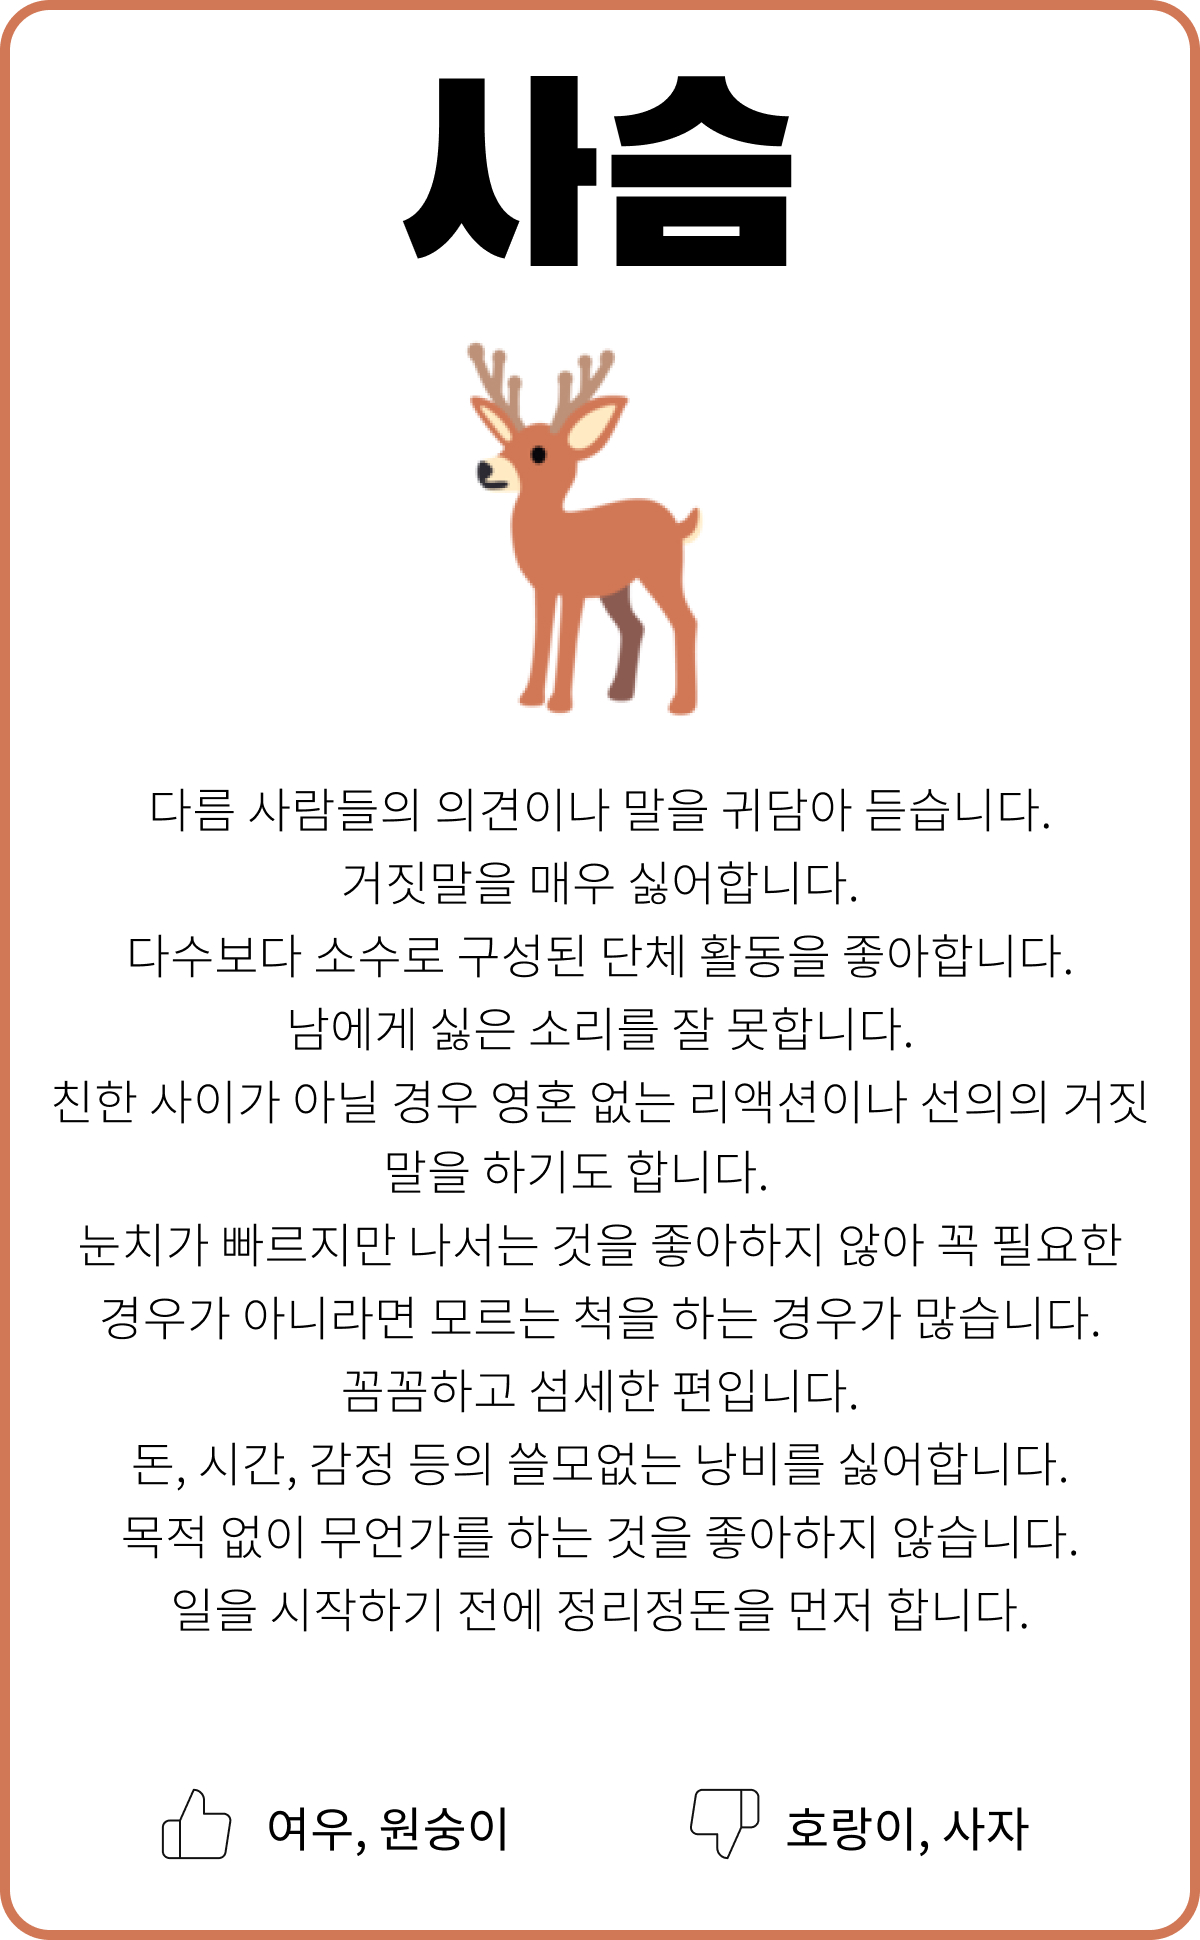 사슴
다름 사람들의 의견이나 말을 귀담아 듣습니다.
거짓말을 매우 싫어합니다.
다수보다 소수로 구성된 단체 활동을 좋아합니다.
남에게 싫은 소리를 잘 못합니다.
친한 사이가 아닐 경우 영혼 없는 리액션이나 선의의 거짓
말을 하기도 합니다.
눈치가 빠르지만 나서는 것을 좋아하지 않아 꼭 필요한
경우가 아니라면 모르는 척을 하는 경우가 많습니다.
꼼꼼하고 섬세한 편입니다.
돈, 시간, 감정 등의 쓸모없는 낭비를 싫어합니다.
목적 없이 무언가를 하는 것을 좋아하지 않습니다.
일을 시작하기 전에 정리정돈을 먼저 합니다.
여우, 원숭이
호랑이, 사자